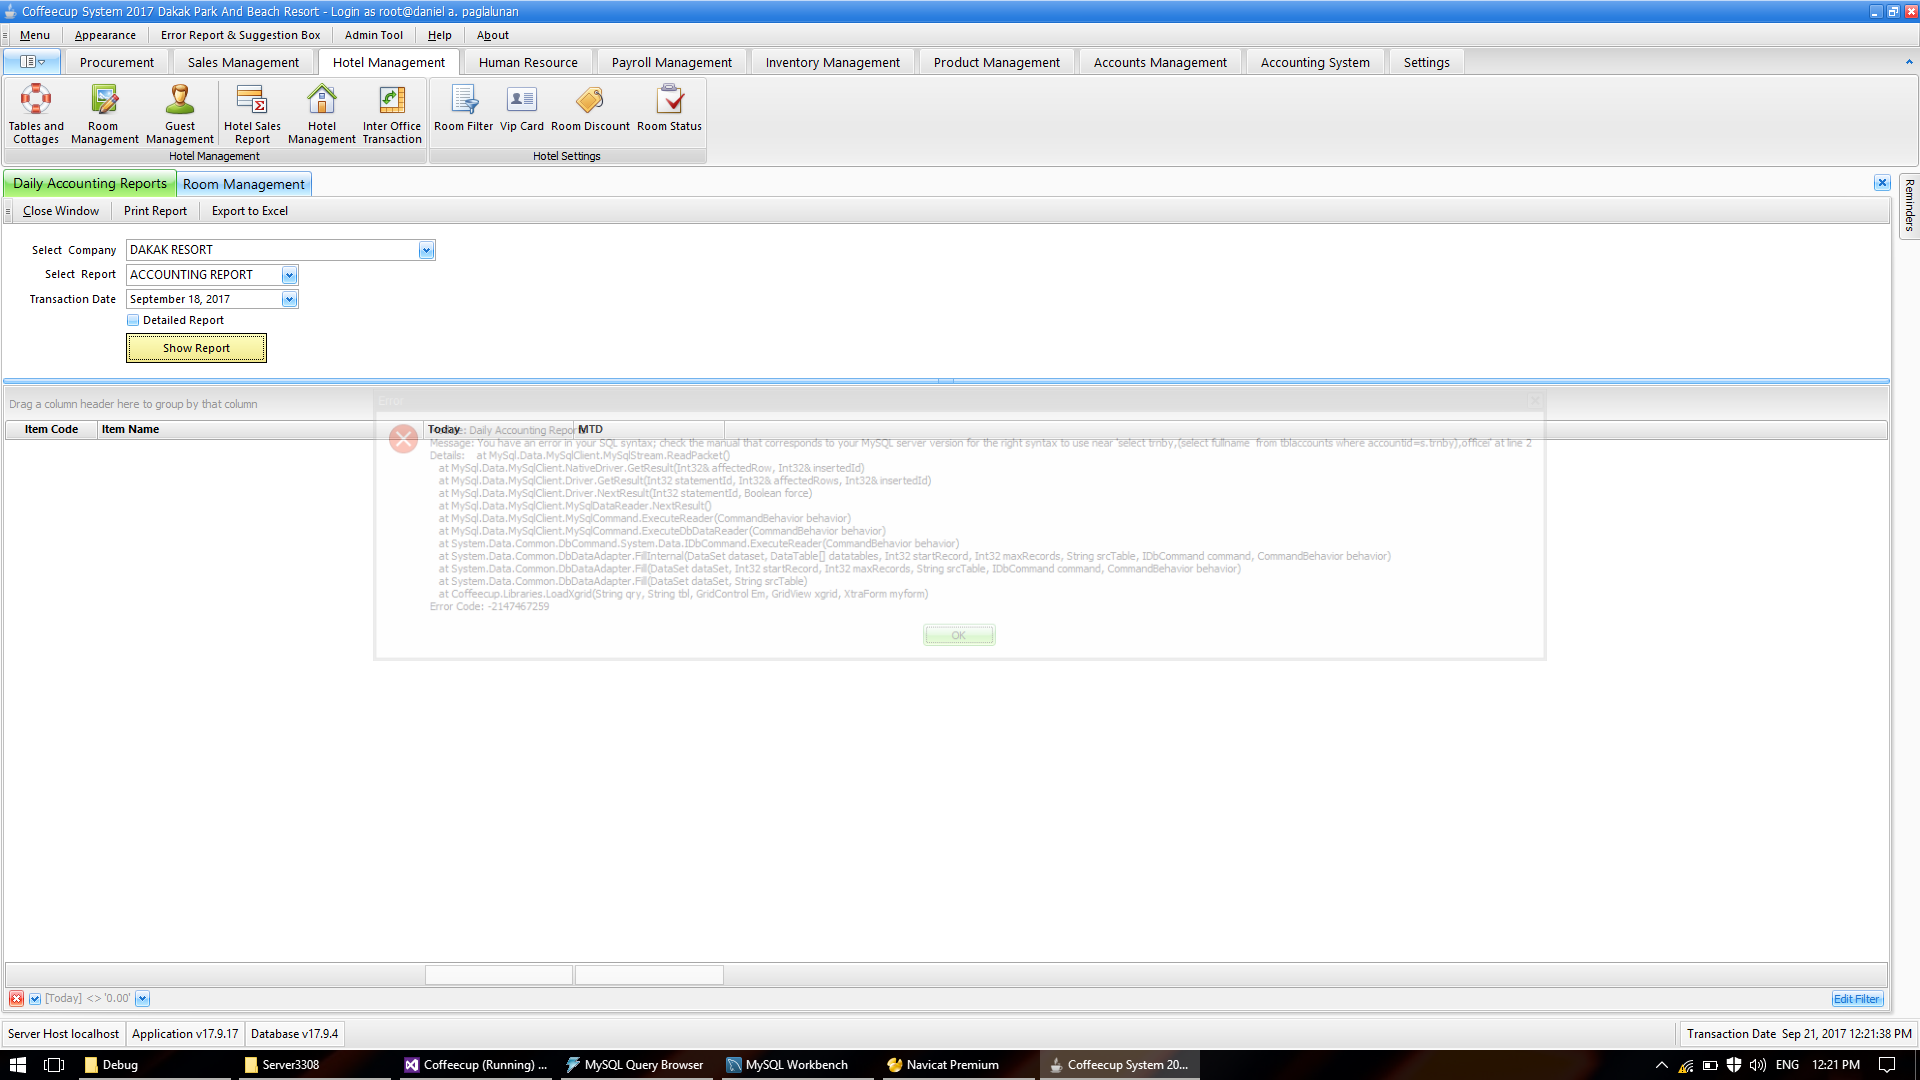 Coffeecup System 2017 Dakak Park And Beach Resort - Login as root@daniel a. paglalunan
Menu Appearance Error Report & Suggestion Box Admin Tool Help About
Procurement Sales Management Hotel Management Human Resource Payroll Management Inventory Management Product Management Accounts Management Accounting System Settings
Tables and Cottages
Room Management
Guest Management
Hotel Sales Report
Hotel Management
Inter Office Transaction
Room Filter
Vip Card
Room Discount
Room Status
Hotel Management
Hotel Settings
Daily Accounting Reports Room Management
Reminders
Close Window Print Report Export to Excel
Select Company DAKAK RESORT
Select Report ACCOUNTING REPORT
Transaction Date September 18, 2017
Detailed Report
Show Report
Drag a column header here to group by that column
Error
Item Code Item Name Today MTD
: Daily Accounting Report
Message: You have an error in your SQL syntax; check the manual that corresponds to your MySQL server version for the right syntax to use near 'select trnby,(select fullname from tblaccounts where accountid=s.trnby),officei' at line 2
Details: at MySql.Data.MySqlClient.MySqlStream.ReadPacket()
at MySql.Data.MySqlClient.NativeDriver.GetResult(Int32& affectedRow, Int32& insertedId)
at MySql.Data.MySqlClient.Driver.GetResult(Int32 statementId, Int32& affectedRows, Int32& insertedId)
at MySql.Data.MySqlClient.Driver.NextResult(Int32 statementId, Boolean force)
at MySql.Data.MySqlClient.MySqlDataReader.NextResult()
at MySql.Data.MySqlClient.MySqlCommand.ExecuteReader(CommandBehavior behavior)
at MySql.Data.MySqlClient.MySqlCommand.ExecuteDbDataReader(CommandBehavior behavior)
at System.Data.Common.DbCommand.System.Data.IDbCommand.ExecuteReader(CommandBehavior behavior)
at System.Data.Common.DbDataAdapter.FillInternal(DataSet dataset, DataTable[] datatables, Int32 startRecord, Int32 maxRecords, String srcTable, IDbCommand command, CommandBehavior behavior)
at System.Data.Common.DbDataAdapter.Fill(DataSet dataSet, Int32 startRecord, Int32 maxRecords, String srcTable, IDbCommand command, CommandBehavior behavior)
at System.Data.Common.DbDataAdapter.Fill(DataSet dataSet, String srcTable)
at Coffeecup.Libraries.LoadXgrid(String qry, String tbl, GridControl Em, GridView xgrid, XtraForm myform)
Error Code: -2147467259
OK
[Today] <> '0.00' Edit Filter
Server Host localhost Application v17.9.17 Database v17.9.4 Transaction Date Sep 21, 2017 12:21:38 PM
Debug Server3308 Coffeecup (Running) ... MySQL Query Browser MySQL Workbench Navicat Premium Coffeecup System 20... ENG 12:21 PM